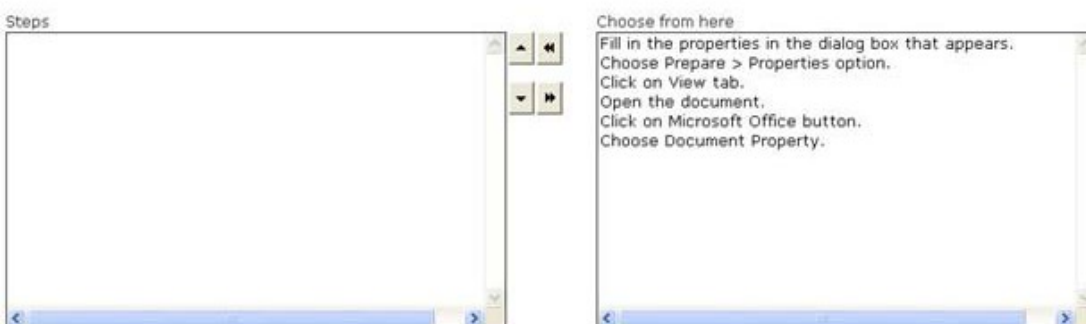 Steps
Choose from here
Fill in the properties in the dialog box that appears.
Choose Prepare > Properties option.
Click on View tab.
Open the document.
Click on Microsoft Office button.
Choose Document Property.